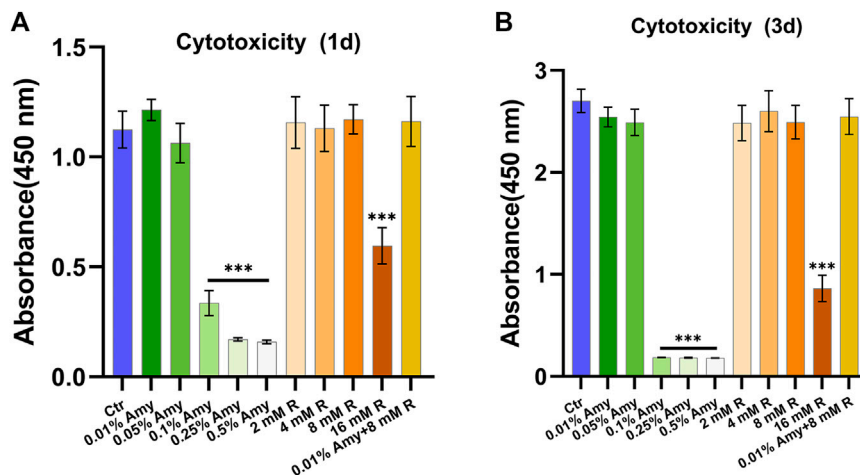 A
Cytotoxicity (1d)
Absorbance(450 nm)
1.5
1.0
0.5
0.0
***
***
Ctr
0.01% Amy
0.05% Amy
0.1% Amy
0.25% Amy
0.5% Amy
2 mM R
4 mM R
8 mM R
16 mM R
0.01% Amy+8 mM R
B
Cytotoxicity (3d)
Absorbance(450 nm)
3
2
1
0
***
***
Ctr
0.01% Amy
0.05% Amy
0.1% Amy
0.25% Amy
0.5% Amy
2 mM R
4 mM R
8 mM R
16 mM R
0.01% Amy+8 mM R